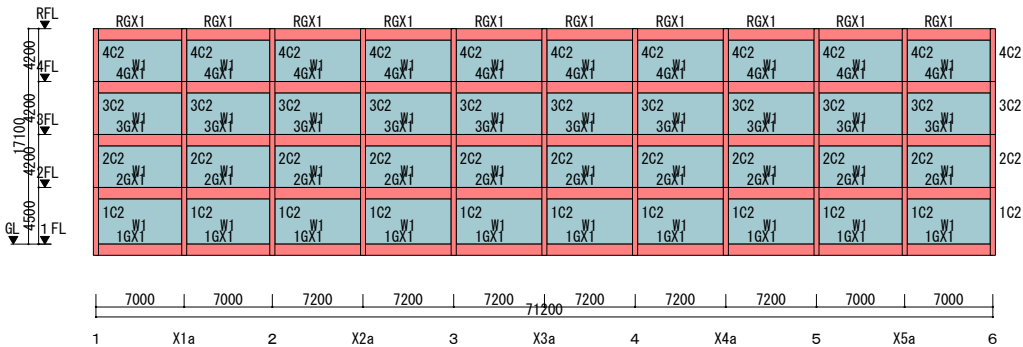 RFL RGX1 RGX1 RGX1 RGX1 RGX1 RGX1 RGX1 RGX1 RGX1 RGX1
4200 4C2 4C2 4C2 4C2 4C2 4C2 4C2 4C2 4C2 4C2 4C2
W1 W1 W1 W1 W1 W1 W1 W1 W1 W1
4FL 4GX1 4GX1 4GX1 4GX1 4GX1 4GX1 4GX1 4GX1 4GX1 4GX1
4200 3C2 3C2 3C2 3C2 3C2 3C2 3C2 3C2 3C2 3C2 3C2
W1 W1 W1 W1 W1 W1 W1 W1 W1 W1
3FL 3GX1 3GX1 3GX1 3GX1 3GX1 3GX1 3GX1 3GX1 3GX1 3GX1
17100
4200 2C2 2C2 2C2 2C2 2C2 2C2 2C2 2C2 2C2 2C2 2C2
W1 W1 W1 W1 W1 W1 W1 W1 W1 W1
2FL 2GX1 2GX1 2GX1 2GX1 2GX1 2GX1 2GX1 2GX1 2GX1 2GX1
4500 1C2 1C2 1C2 1C2 1C2 1C2 1C2 1C2 1C2 1C2 1C2
W1 W1 W1 W1 W1 W1 W1 W1 W1 W1
GL 1FL 1GX1 1GX1 1GX1 1GX1 1GX1 1GX1 1GX1 1GX1 1GX1 1GX1
7000 7000 7200 7200 7200 7200 7200 7200 7000 7000
71200
1 X1a 2 X2a 3 X3a 4 X4a 5 X5a 6